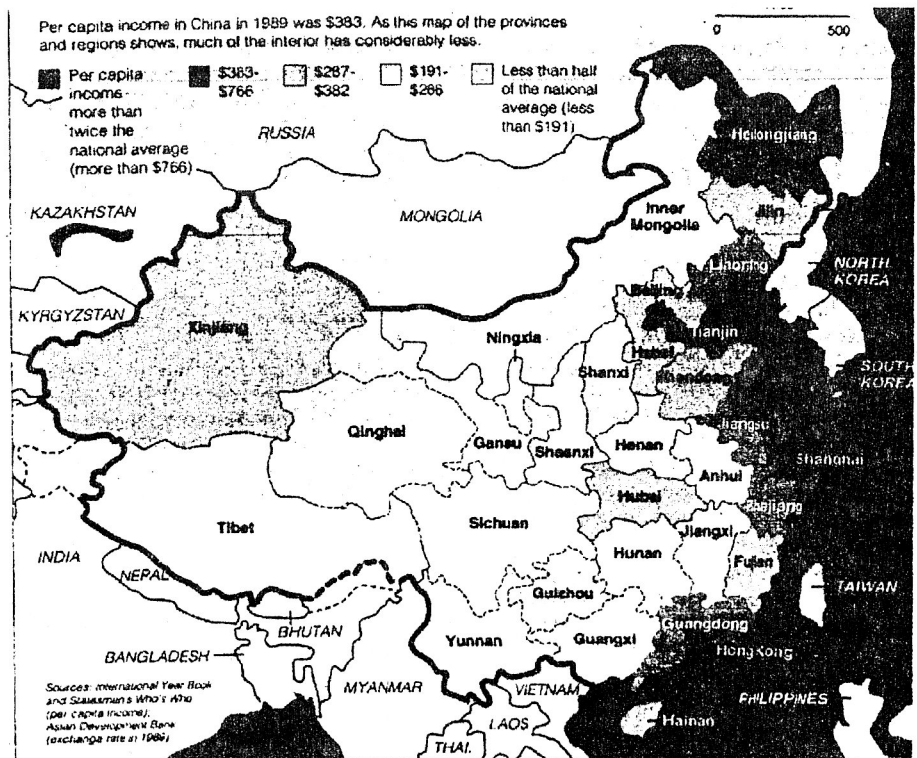 Per capita income in China in 1989 was $383. As this map of the provinces
and regions shows, much of the interior has considerably less.
0 500
Per capita
income
more than
twice the
national average
(more than $766)
$383-
$766
$287-
$382
$191-
$286
Less than half
of the national
average (less
than $191)
RUSSIA
Heilongjiang
KAZAKHSTAN
MONGOLIA
Inner
Mongolia
Jilin
NORTH
KOREA
Liaoning
Beijing
KYRGYZSTAN
Xinjiang
Ningxia
Tianjin
Hebei
Shanxi
Shandong
SOUTH
KOREA
Qinghai
Gansu
Shaanxi
Henan
Jiangsu
Shanghai
Anhui
Hubei
Zhejiang
Tibet
Sichuan
Jiangxi
Hunan
Fujian
INDIA
NEPAL
TAIWAN
Guizhou
BHUTAN
Guangdong
Yunnan
Guangxi
Hong Kong
BANGLADESH
MYANMAR
VIETNAM
PHILIPPINES
LAOS
Hainan
THAI.
Sources: International Year Book
and Statesmen's Who's Who
(per capita income);
Asian Development Bank
(exchange rate in 1989)